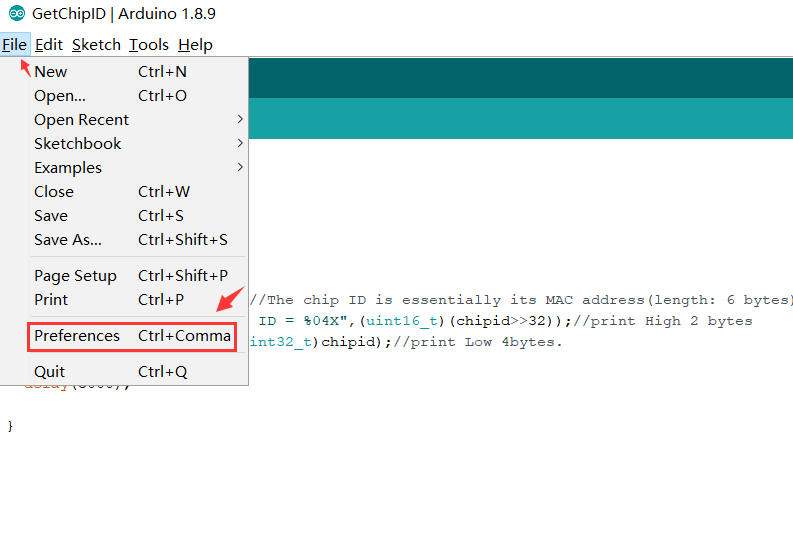 GetChipID | Arduino 1.8.9
File Edit Sketch Tools Help
New Ctrl+N
Open... Ctrl+O
Open Recent
Sketchbook
Examples
Close Ctrl+W
Save Ctrl+S
Save As... Ctrl+Shift+S
Page Setup Ctrl+Shift+P
Print Ctrl+P
//The chip ID is essentially its MAC address(length: 6 bytes)
ID = %04X",(uint16_t)(chipid>>32));//print High 2 bytes
Preferences Ctrl+Comma
int32_t)chipid);//print Low 4bytes.
Quit Ctrl+Q
}